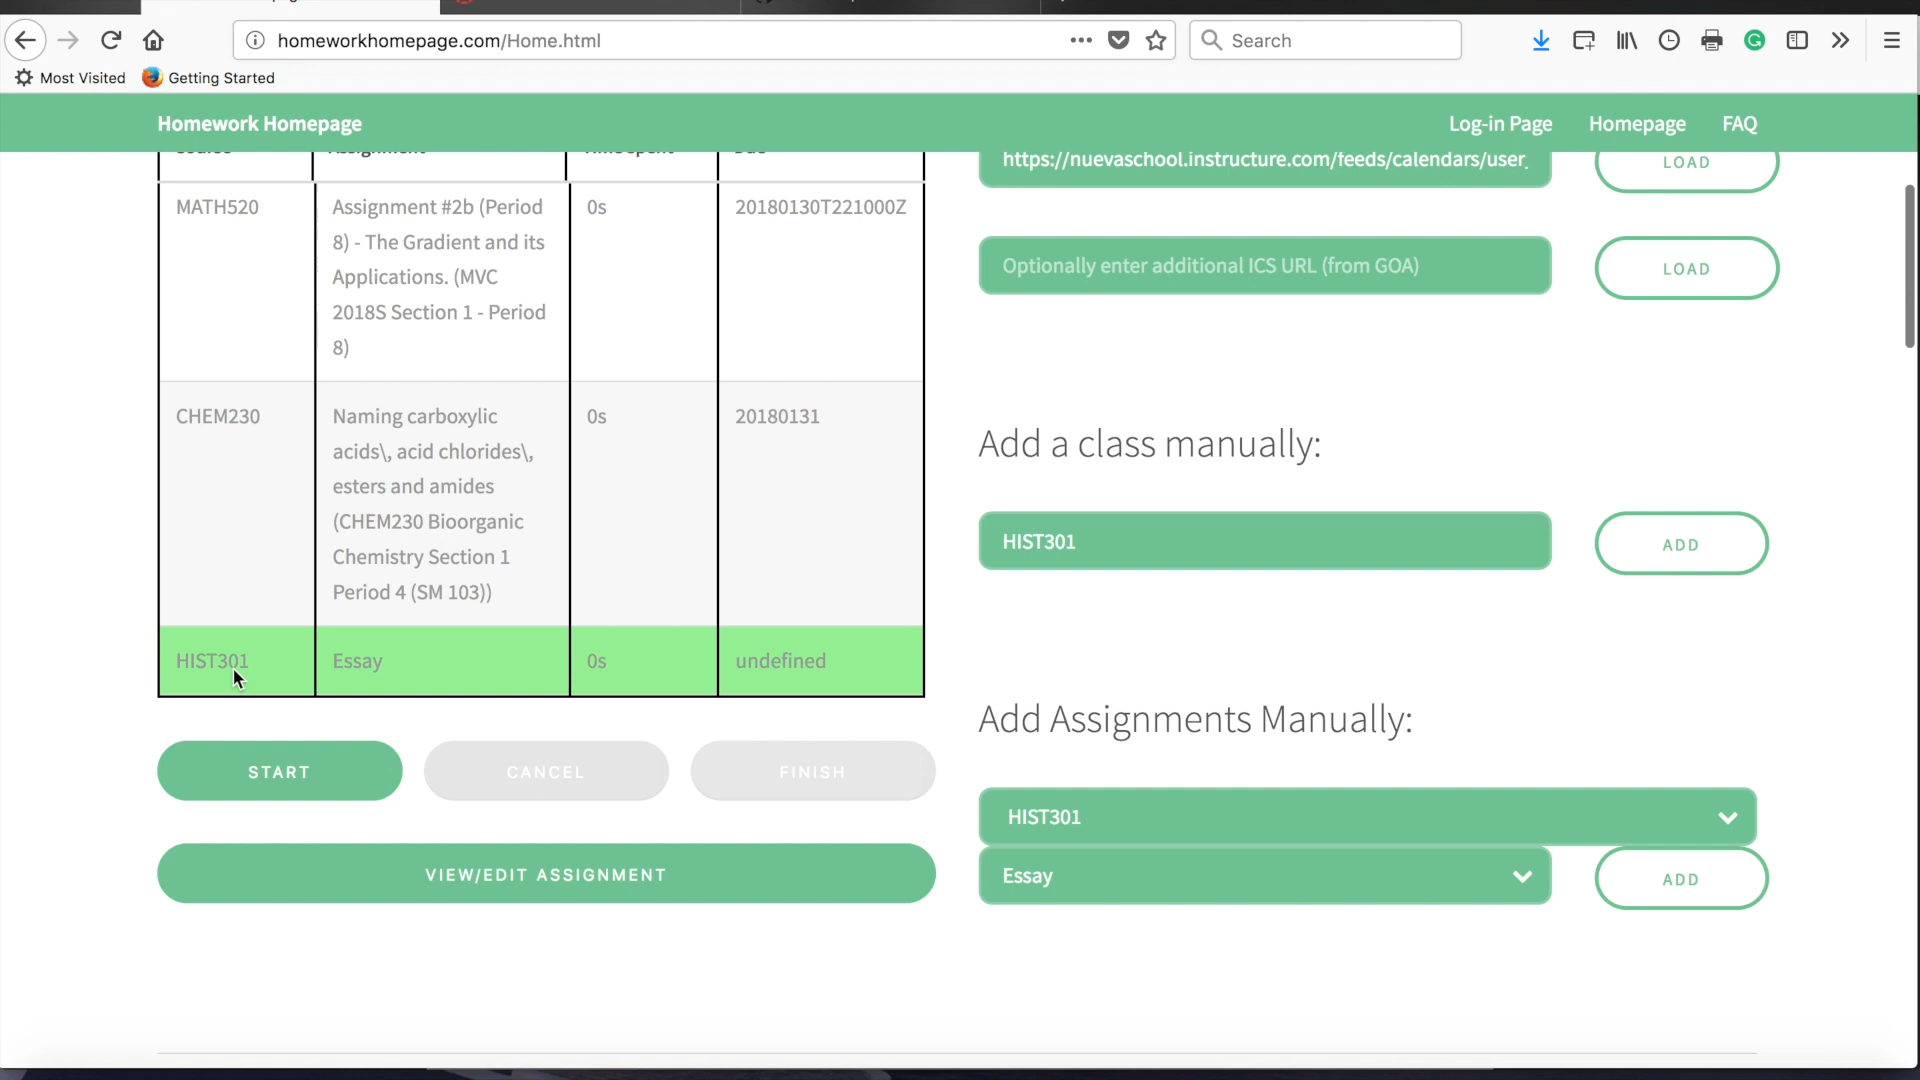 homeworkhomepage.com/Home.html
Search
Most Visited
Getting Started
Homework Homepage
Log-in Page
Homepage
FAQ
MATH520
Assignment #2b (Period
8) - The Gradient and its
Applications. (MVC
2018S Section 1 - Period
8)
0s
20180130T221000Z
CHEM230
Naming carboxylic
acids\, acid chlorides\,
esters and amides
(CHEM230 Bioorganic
Chemistry Section 1
Period 4 (SM 103))
0s
20180131
HIST301
Essay
0s
undefined
START
CANCEL
FINISH
VIEW/EDIT ASSIGNMENT
https://nuevaschool.instructure.com/feeds/calendars/user_
LOAD
Optionally enter additional ICS URL (from GOA)
LOAD
Add a class manually:
HIST301
ADD
Add Assignments Manually:
HIST301
Essay
ADD